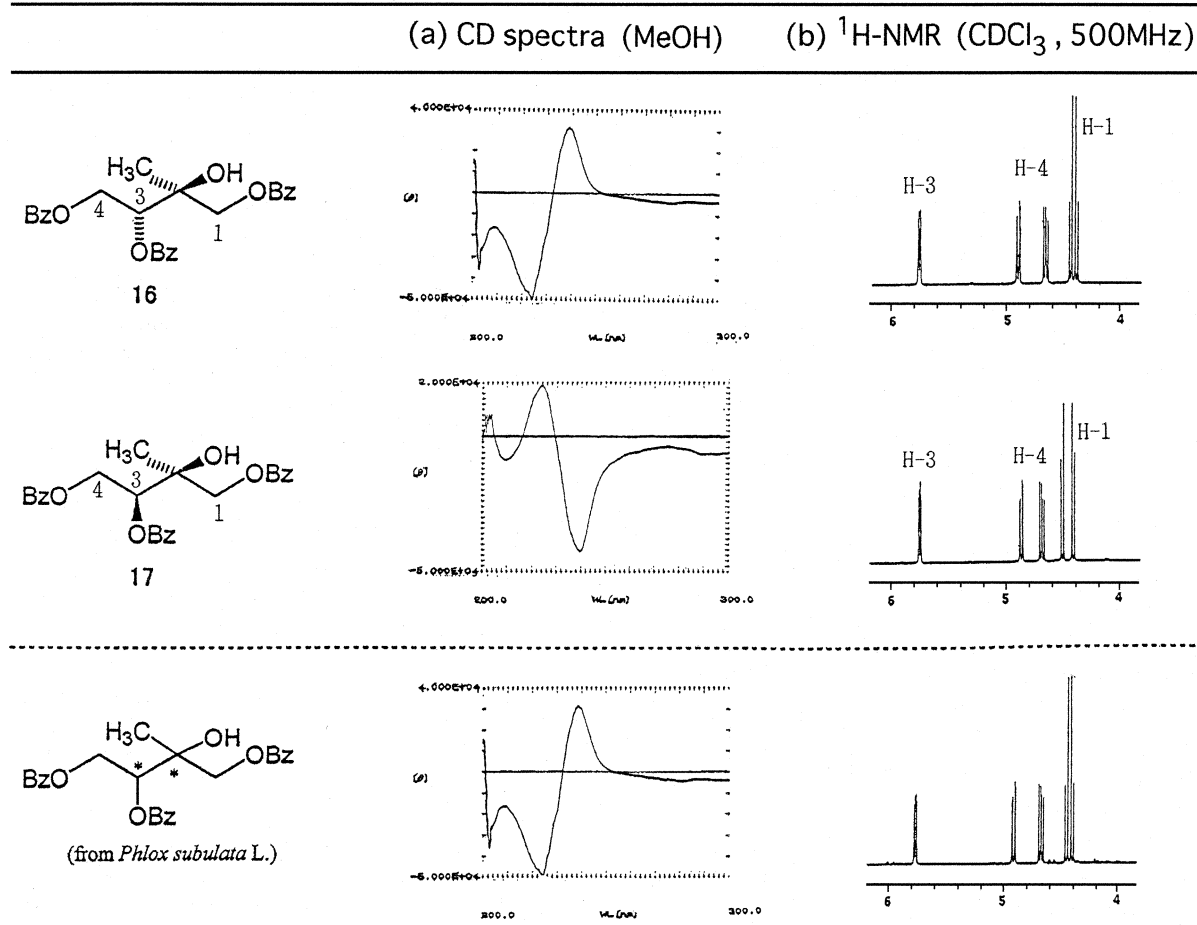 (a) CD spectra (MeOH) (b) ¹H-NMR (CDCl₃, 500MHz)
H₃C OH
BzO 4 3 OBz
OBz 1
16
4.000E+04
[θ]
-5.000E+04
200.0 WL [nm] 300.0
H-3 H-4 H-1
6 5 4
H₃C OH
BzO 4 3 OBz
OBz 1
17
2.000E+04
[θ]
-5.000E+04
200.0 WL [nm] 300.0
H-3 H-4 H-1
6 5 4
H₃C OH
BzO * * OBz
OBz
(from Phlox subulata L.)
4.000E+04
[θ]
-5.000E+04
200.0 WL [nm] 300.0
6 5 4